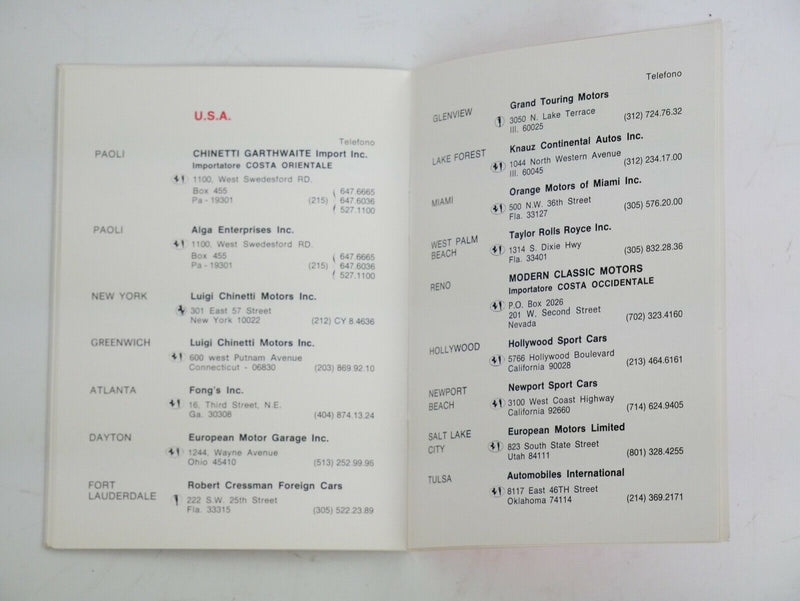 U.S.A.
Telefono
PAOLI
CHINETTI GARTHWAITE Import Inc.
Importatore COSTA ORIENTALE
1100, West Swedesford RD.
Box 455
Pa - 19301 (215) 647.6665
647.6036
527.1100
PAOLI
Alga Enterprises Inc.
1100, West Swedesford RD.
Box 455
Pa - 19301 (215) 647.6665
647.6036
527.1100
NEW YORK
Luigi Chinetti Motors Inc.
301 East 57 Street
New York 10022 (212) CY 8.4636
GREENWICH
Luigi Chinetti Motors Inc.
600 west Putnam Avenue
Connecticut - 06830 (203) 869.92.10
ATLANTA
Fong's Inc.
16, Third Street, N.E.
Ga. 30308 (404) 874.13.24
DAYTON
European Motor Garage Inc.
1244, Wayne Avenue
Ohio 45410 (513) 252.99.96
FORT LAUDERDALE
Robert Cressman Foreign Cars
222 S.W. 25th Street
Fla. 33315 (305) 522.23.89
Telefono
GLENVIEW
Grand Touring Motors
3050 N. Lake Terrace
Ill. 60025 (312) 724.76.32
LAKE FOREST
Knauz Continental Autos Inc.
1044 North Western Avenue
Ill. 60045 (312) 234.17.00
MIAMI
Orange Motors of Miami Inc.
500 N.W. 36th Street
Fla. 33127 (305) 576.20.00
WEST PALM BEACH
Taylor Rolls Royce Inc.
1314 S. Dixie Hwy
Fla. 33401 (305) 832.28.36
RENO
MODERN CLASSIC MOTORS
Importatore COSTA OCCIDENTALE
P.O. Box 2026
201 W. Second Street
Nevada (702) 323.4160
HOLLYWOOD
Hollywood Sport Cars
5766 Hollywood Boulevard
California 90028 (213) 464.6161
NEWPORT BEACH
Newport Sport Cars
3100 West Coast Highway
California 92660 (714) 624.9405
SALT LAKE CITY
European Motors Limited
823 South State Street
Utah 84111 (801) 328.4255
TULSA
Automobiles International
8117 East 46TH Street
Oklahoma 74114 (214) 369.2171